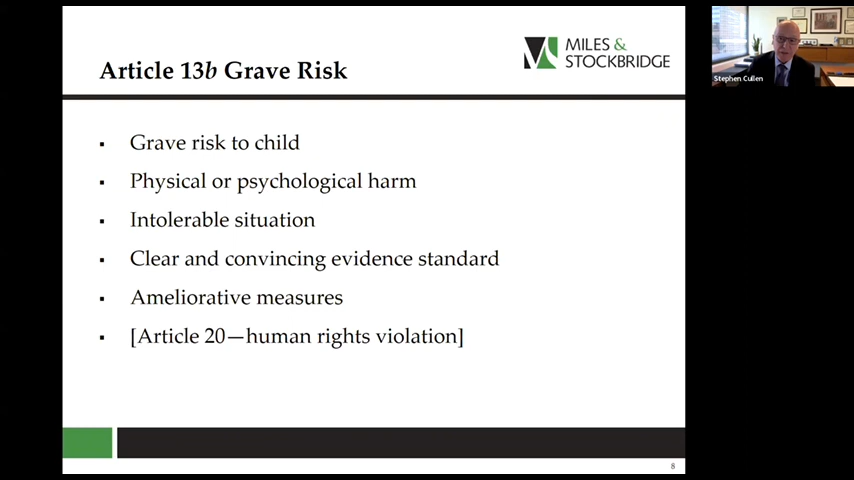 Article 13b Grave Risk
MILES &
STOCKBRIDGE
Stephen Cullen
▪ Grave risk to child
▪ Physical or psychological harm
▪ Intolerable situation
▪ Clear and convincing evidence standard
▪ Ameliorative measures
▪ [Article 20—human rights violation]
8